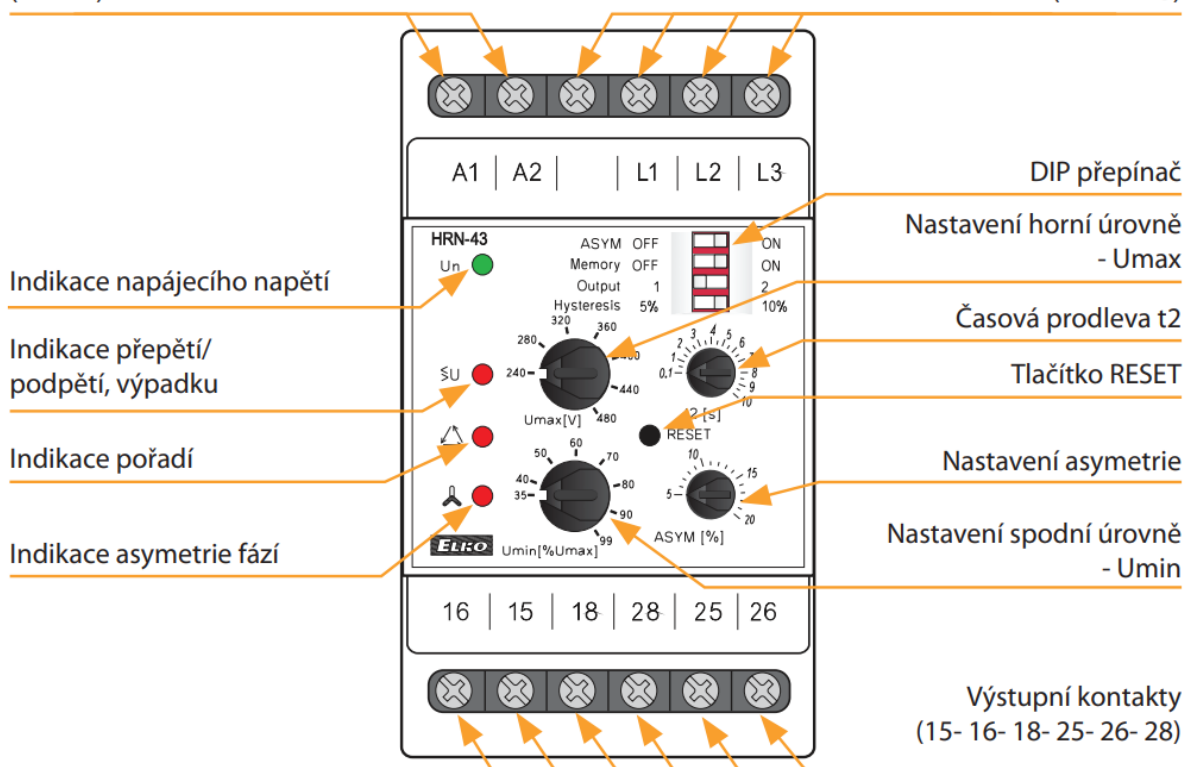 A1 A2 L1 L2 L3
DIP přepínač
Nastavení horní úrovně
- Umax
Časová prodleva t2
Tlačítko RESET
Nastavení asymetrie
Nastavení spodní úrovně
- Umin
Výstupní kontakty
(15- 16- 18- 25- 26- 28)
Indikace napájecího napětí
Indikace přepětí/
podpětí, výpadku
Indikace pořadí
Indikace asymetrie fází
HRN-43
Un
ASYM OFF ON
Memory OFF ON
Output 1 2
Hysteresis 5% 10%
240 280 320 360 440 480
Umax[V]
0.1 1 2 3 4 5 6 8 9 10
≶U
RESET
35 40 50 60 70 80 90 99
Umin[%Umax]
5 10 15 20
ASYM [%]
ELKO
16 15 18 28 25 26